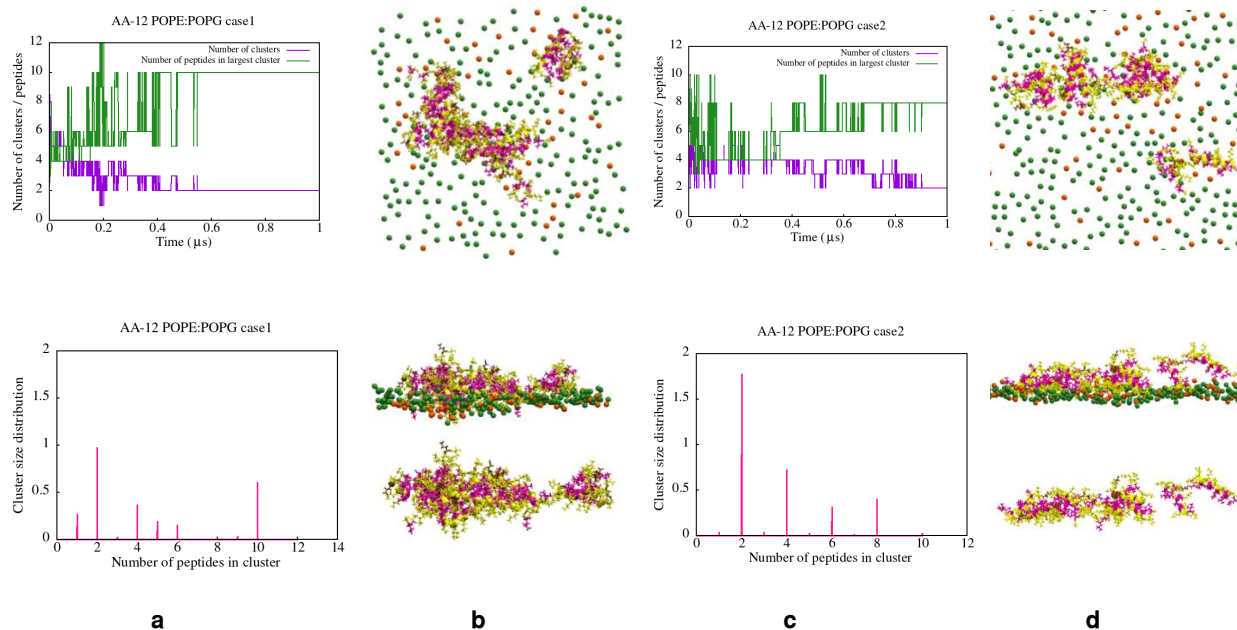 AA-12 POPE:POPG case1
Number of clusters / peptides
12
10
8
6
4
2
0
Number of clusters
Number of peptides in largest cluster
0 0.2 0.4 0.6 0.8 1
Time (μs)
AA-12 POPE:POPG case2
Number of clusters / peptides
12
10
8
6
4
2
0
Number of clusters
Number of peptides in largest cluster
0 0.2 0.4 0.6 0.8 1
Time (μs)
AA-12 POPE:POPG case1
Cluster size distribution
2
1.5
1
0.5
0
0 2 4 6 8 10 12 14
Number of peptides in cluster
AA-12 POPE:POPG case2
Cluster size distribution
2
1.5
1
0.5
0
0 2 4 6 8 10 12
Number of peptides in cluster
a b c d